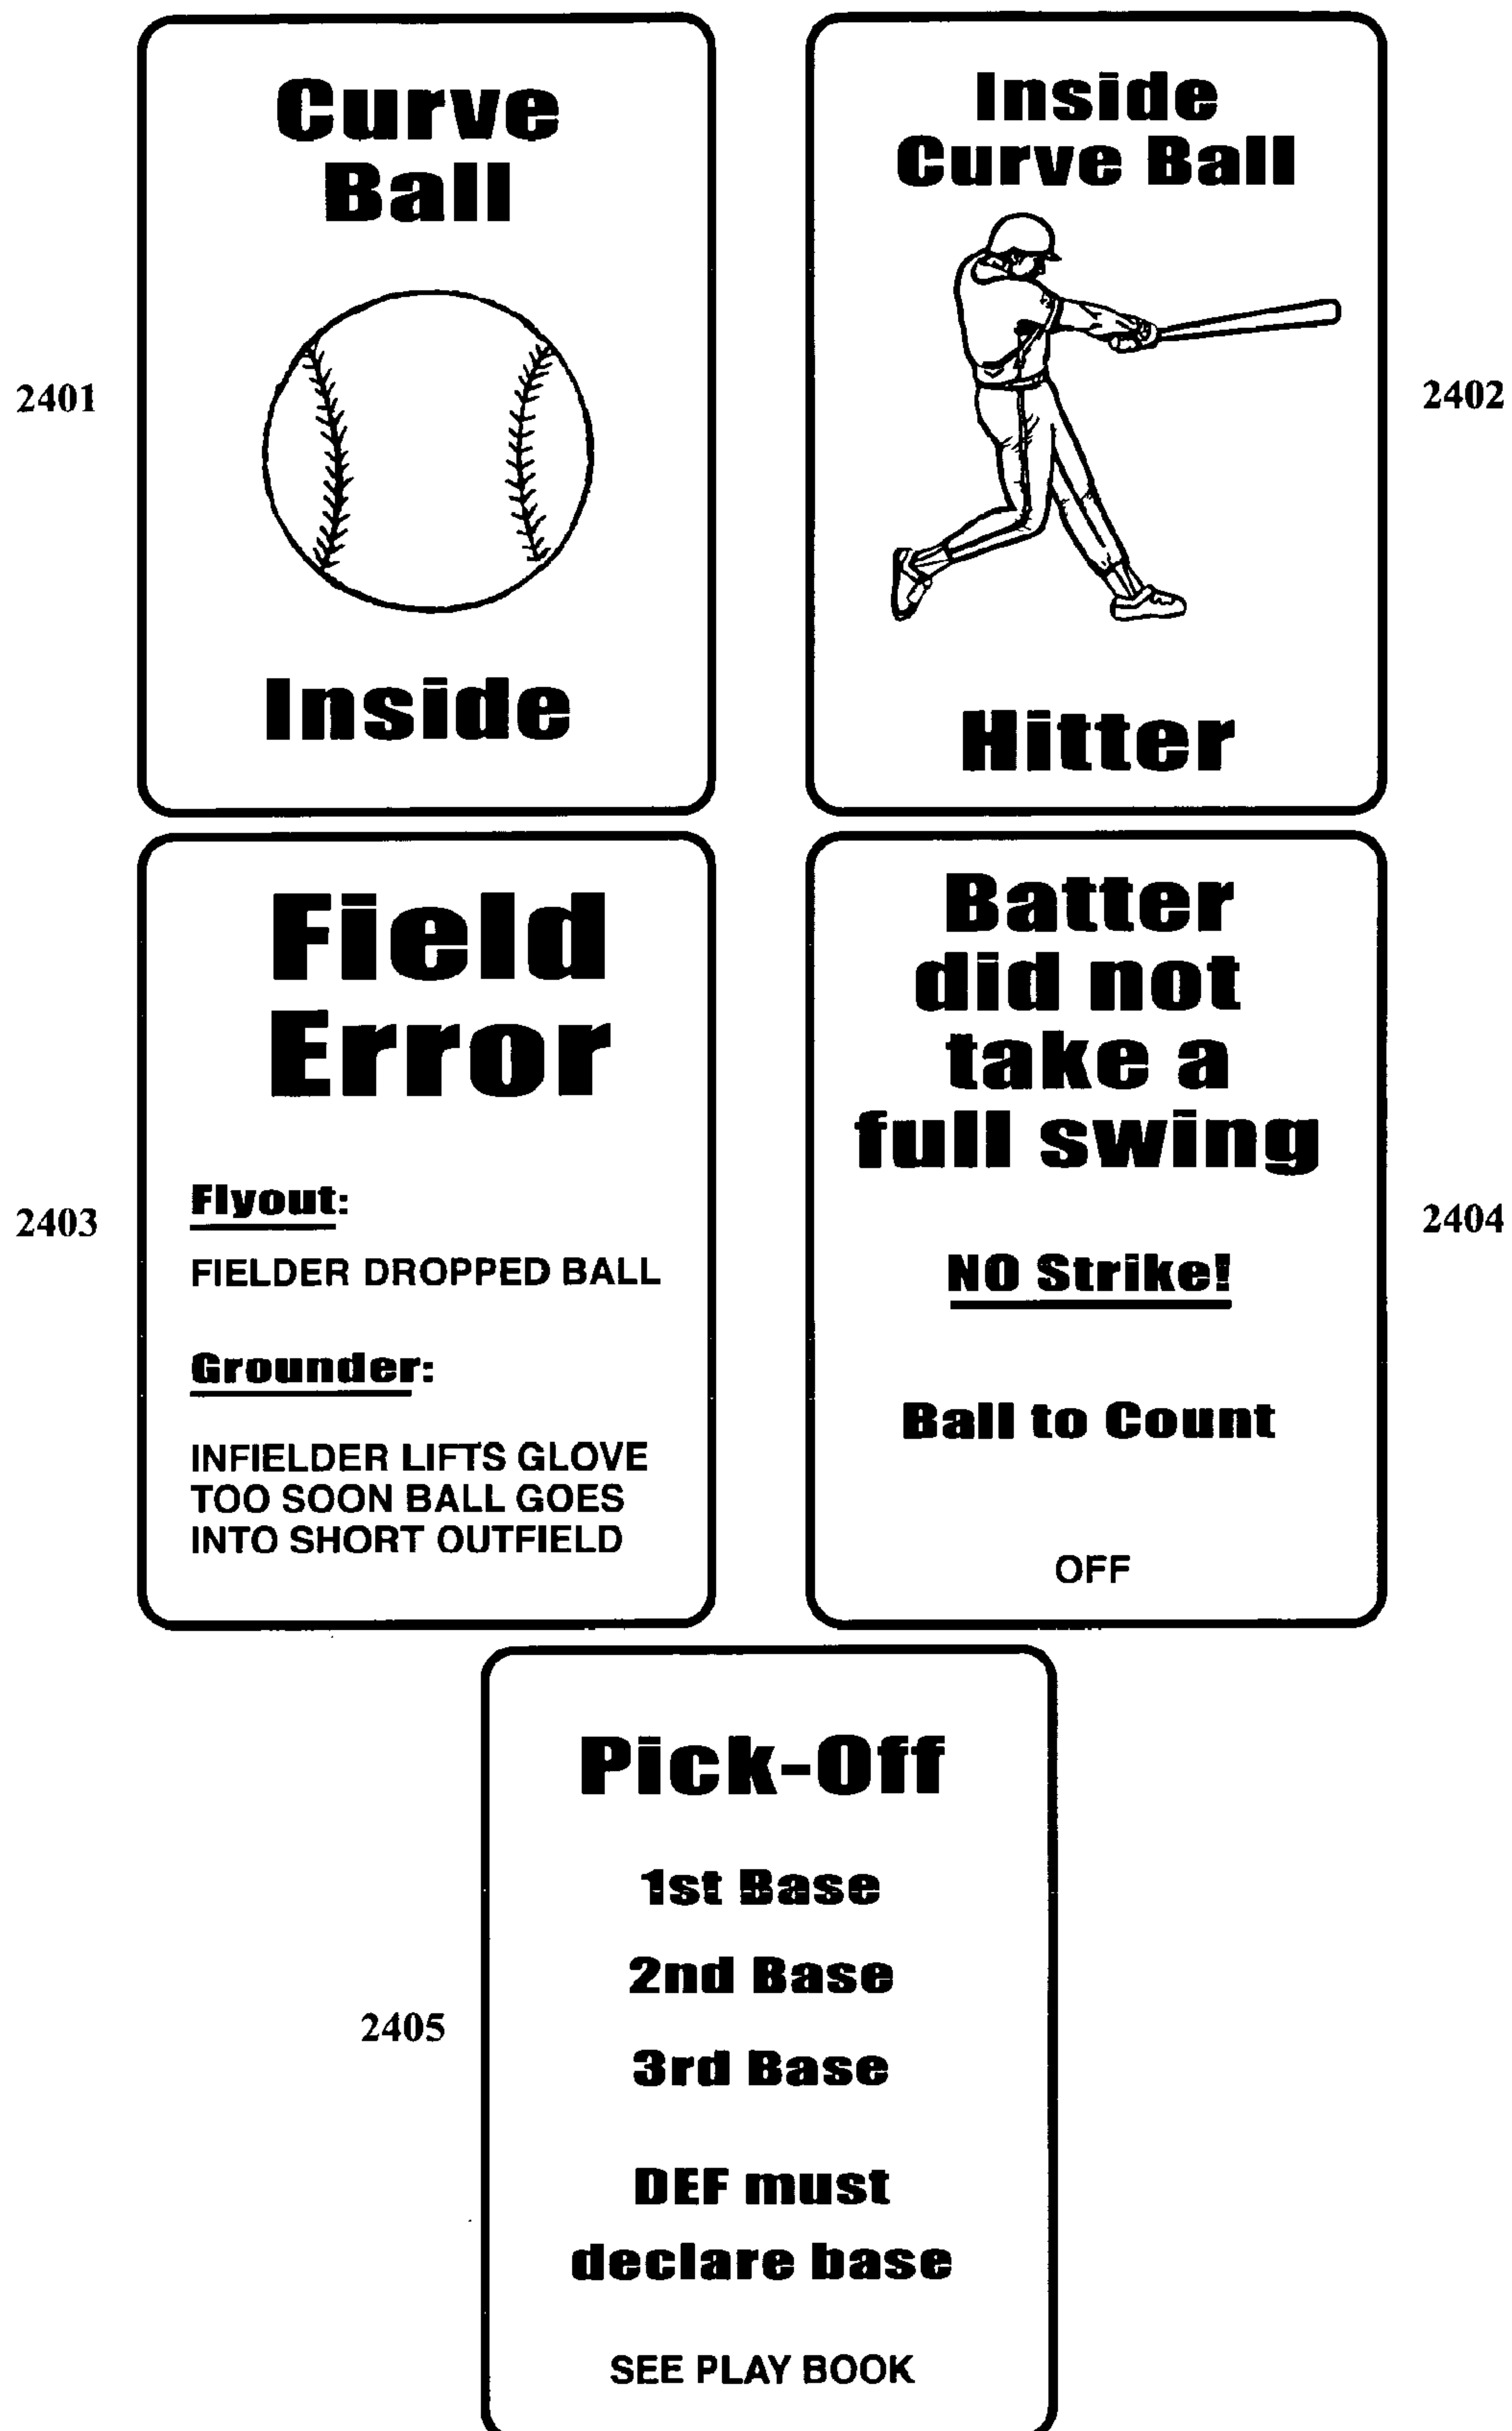 Curve
Ball
Inside
2401
Inside
Curve Ball
Hitter
2402
Field
Error
Flyout:
FIELDER DROPPED BALL
Grounder:
INFIELDER LIFTS GLOVE
TOO SOON BALL GOES
INTO SHORT OUTFIELD
2403
Batter
did not
take a
full swing
NO Strike!
Ball to Count
OFF
2404
Pick-Off
1st Base
2nd Base
3rd Base
DEF must
declare base
SEE PLAY BOOK
2405